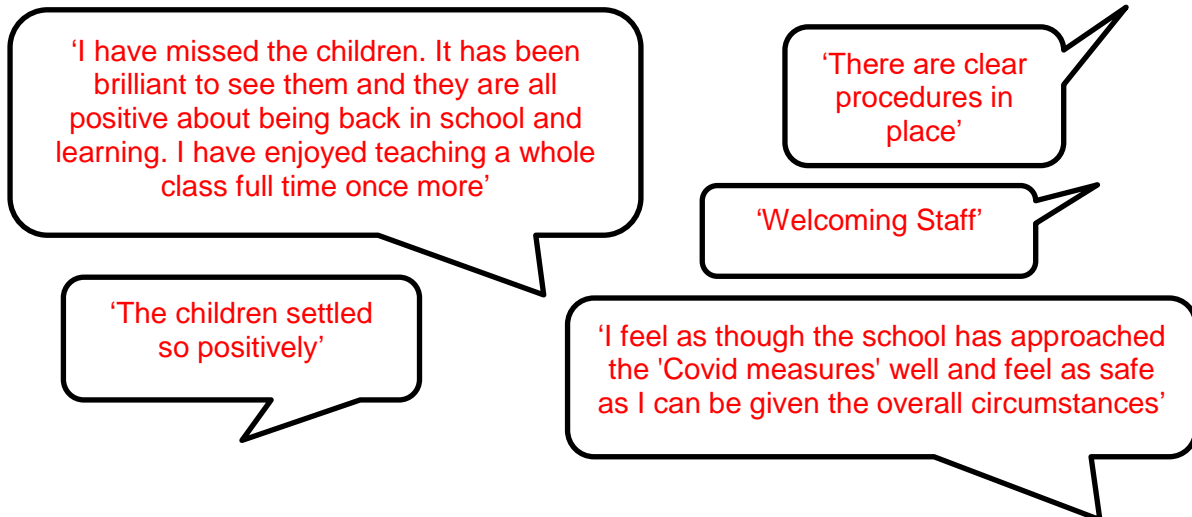 ‘I have missed the children. It has been
brilliant to see them and they are all
positive about being back in school and
learning. I have enjoyed teaching a whole
class full time once more’
‘There are clear
procedures in
place’
‘Welcoming Staff’
‘The children settled
so positively’
‘I feel as though the school has approached
the 'Covid measures' well and feel as safe
as I can be given the overall circumstances’